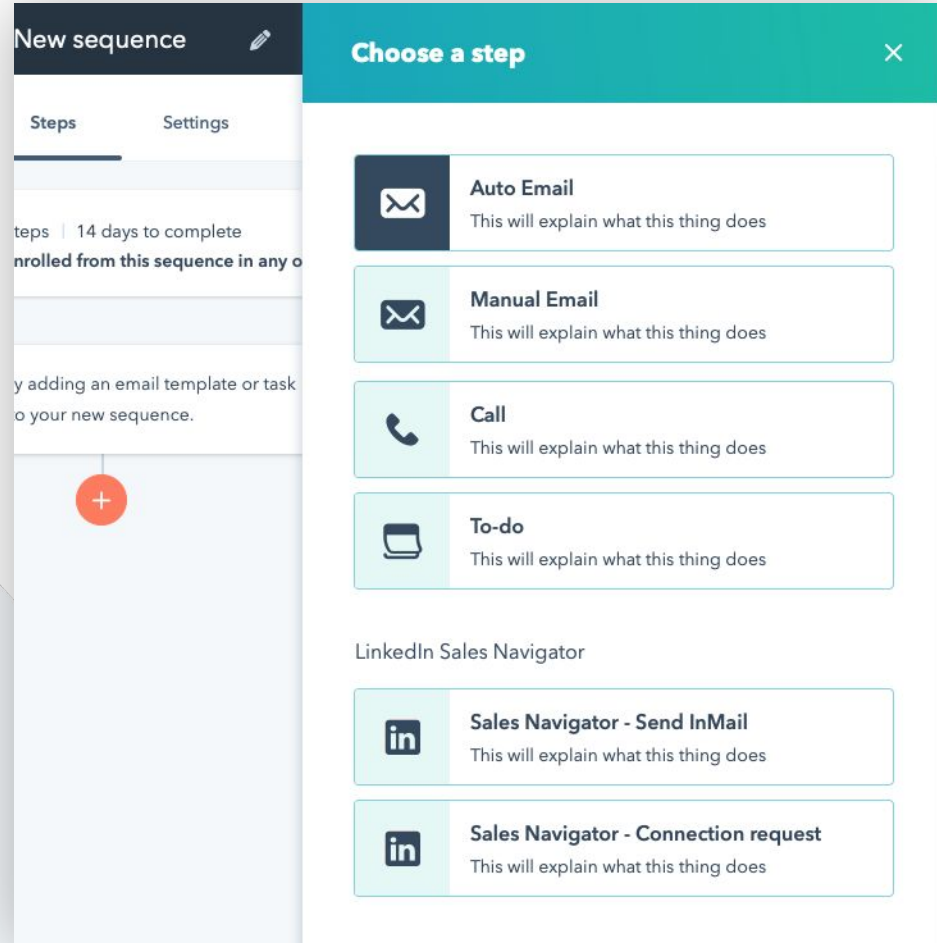 New sequence
Choose a step
Steps
Settings
teps | 14 days to complete
nrolled from this sequence in any o
y adding an email template or task
o your new sequence.
Auto Email
This will explain what this thing does
Manual Email
This will explain what this thing does
Call
This will explain what this thing does
To-do
This will explain what this thing does
LinkedIn Sales Navigator
in
Sales Navigator - Send InMail
This will explain what this thing does
in
Sales Navigator - Connection request
This will explain what this thing does